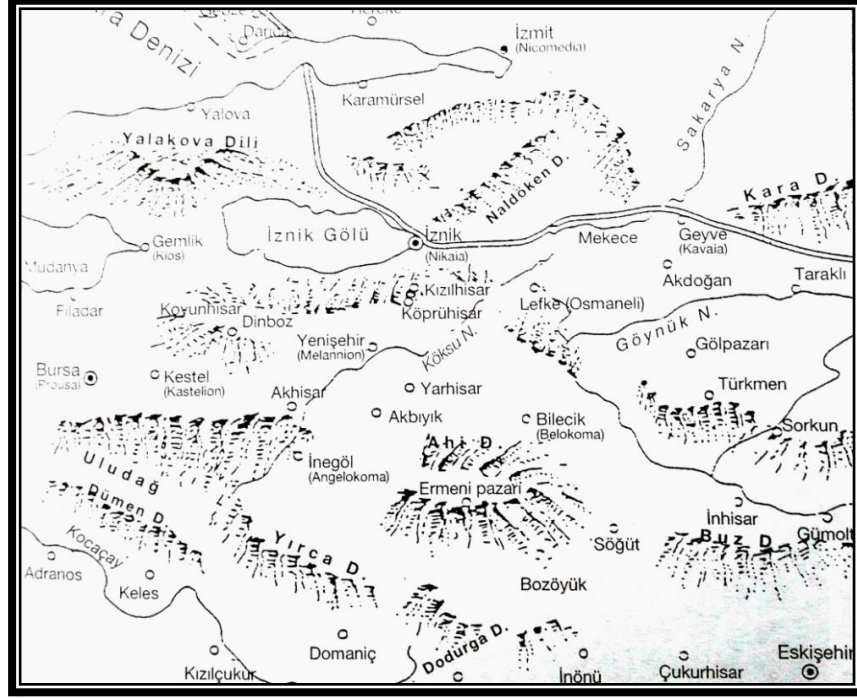 Darıca
Hereke
İzmit
(Nicomedia)
Denizi
Karamürsel
Yalova
Sakarya N.
Yalakova Dili
Naldöken D.
Kara D.
İznik Gölü
İznik
(Nikaia)
Mekece
Geyve
(Kavaia)
Gemlik
(Kios)
Mudanya
Akdoğan
Taraklı
Kızılhisar
Köprühisar
Lefke (Osmaneli)
Filadar
Koyunhisar
Dinboz
Göynük N.
Yenişehir
(Melannion)
Köksu N.
Gölpazarı
Bursa
(Prousa)
Kestel
(Kastelion)
Yarhisar
Türkmen
Akhisar
Akbıyık
Bilecik
(Belokoma)
Sorkun
Ahi D.
Uludağ
İnegöl
(Angelokoma)
Ermeni pazarı
Dümen D.
İnhisar
Gümolt
Söğüt
Buz D.
Kocaçay
Yırca D.
Adranos
Keles
Bozöyük
Domaniç
Dodurga D.
Kızılçukur
İnönü
Çukurhisar
Eskişehir